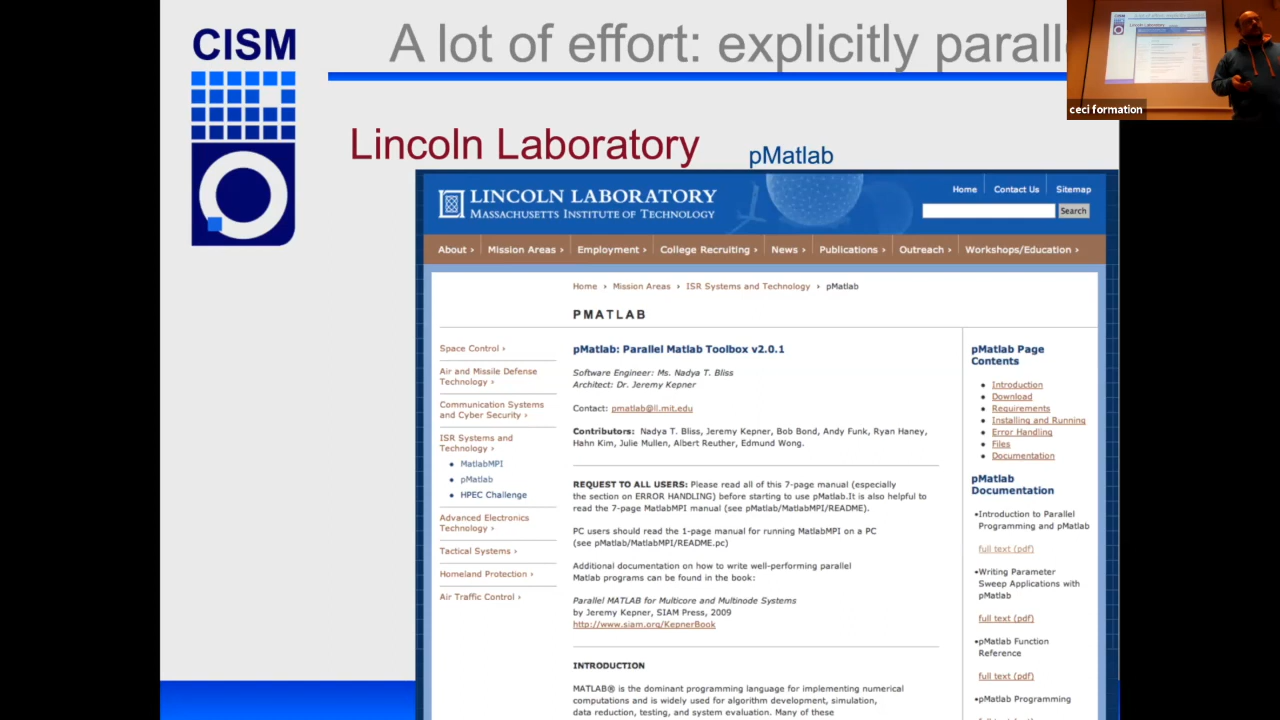 CISM
A lot of effort: explicitly parall
ceci formation
Lincoln Laboratory
pMatlab
LINCOLN LABORATORY
MASSACHUSETTS INSTITUTE OF TECHNOLOGY
Home
Contact Us
Sitemap
Search
About ›
Mission Areas ›
Employment ›
College Recruiting ›
News ›
Publications ›
Outreach ›
Workshops/Education ›
Home › Mission Areas › ISR Systems and Technology › pMatlab
PMATLAB
Space Control ›
Air and Missile Defense
Technology ›
Communication Systems
and Cyber Security ›
ISR Systems and
Technology ›
• MatlabMPI
• pMatlab
• HPEC Challenge
Advanced Electronics
Technology ›
Tactical Systems ›
Homeland Protection ›
Air Traffic Control ›
pMatlab: Parallel Matlab Toolbox v2.0.1
Software Engineer: Ms. Nadya T. Bliss
Architect: Dr. Jeremy Kepner
Contact: pmatlab@ll.mit.edu
Contributors: Nadya T. Bliss, Jeremy Kepner, Bob Bond, Andy Funk, Ryan Haney,
Hahn Kim, Julie Mullen, Albert Reuther, Edmund Wong.
REQUEST TO ALL USERS: Please read all of this 7-page manual (especially
the section on ERROR HANDLING) before starting to use pMatlab.It is also helpful to
read the 7-page MatlabMPI manual (see pMatlab/MatlabMPI/README).
PC users should read the 1-page manual for running MatlabMPI on a PC
(see pMatlab/MatlabMPI/README.pc)
Additional documentation on how to write well-performing parallel
Matlab programs can be found in the book:
Parallel MATLAB for Multicore and Multinode Systems
by Jeremy Kepner, SIAM Press, 2009
http://www.siam.org/KepnerBook
INTRODUCTION
MATLAB® is the dominant programming language for implementing numerical
computations and is widely used for algorithm development, simulation,
data reduction, testing, and system evaluation. Many of these
pMatlab Page
Contents
• Introduction
• Download
• Requirements
• Installing and Running
• Error Handling
• Files
• Documentation
pMatlab
Documentation
•Introduction to Parallel
Programming and pMatlab
full text (pdf)
•Writing Parameter
Sweep Applications with
pMatlab
full text (pdf)
•pMatlab Function
Reference
full text (pdf)
•pMatlab Programming